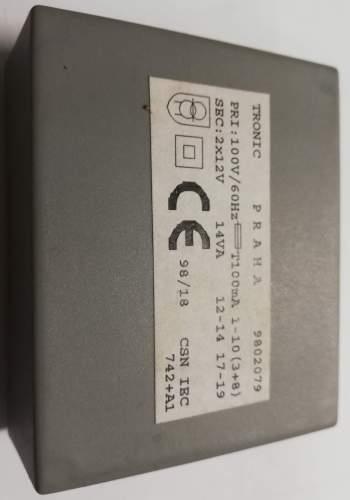 TRONIC PRAHA 9802079
PRI:100V/60Hz T100mA 1-10(3+8)
SEC:2x12V 14VA 12-14 17-19
CE 98/18 CSN IEC
742+A1